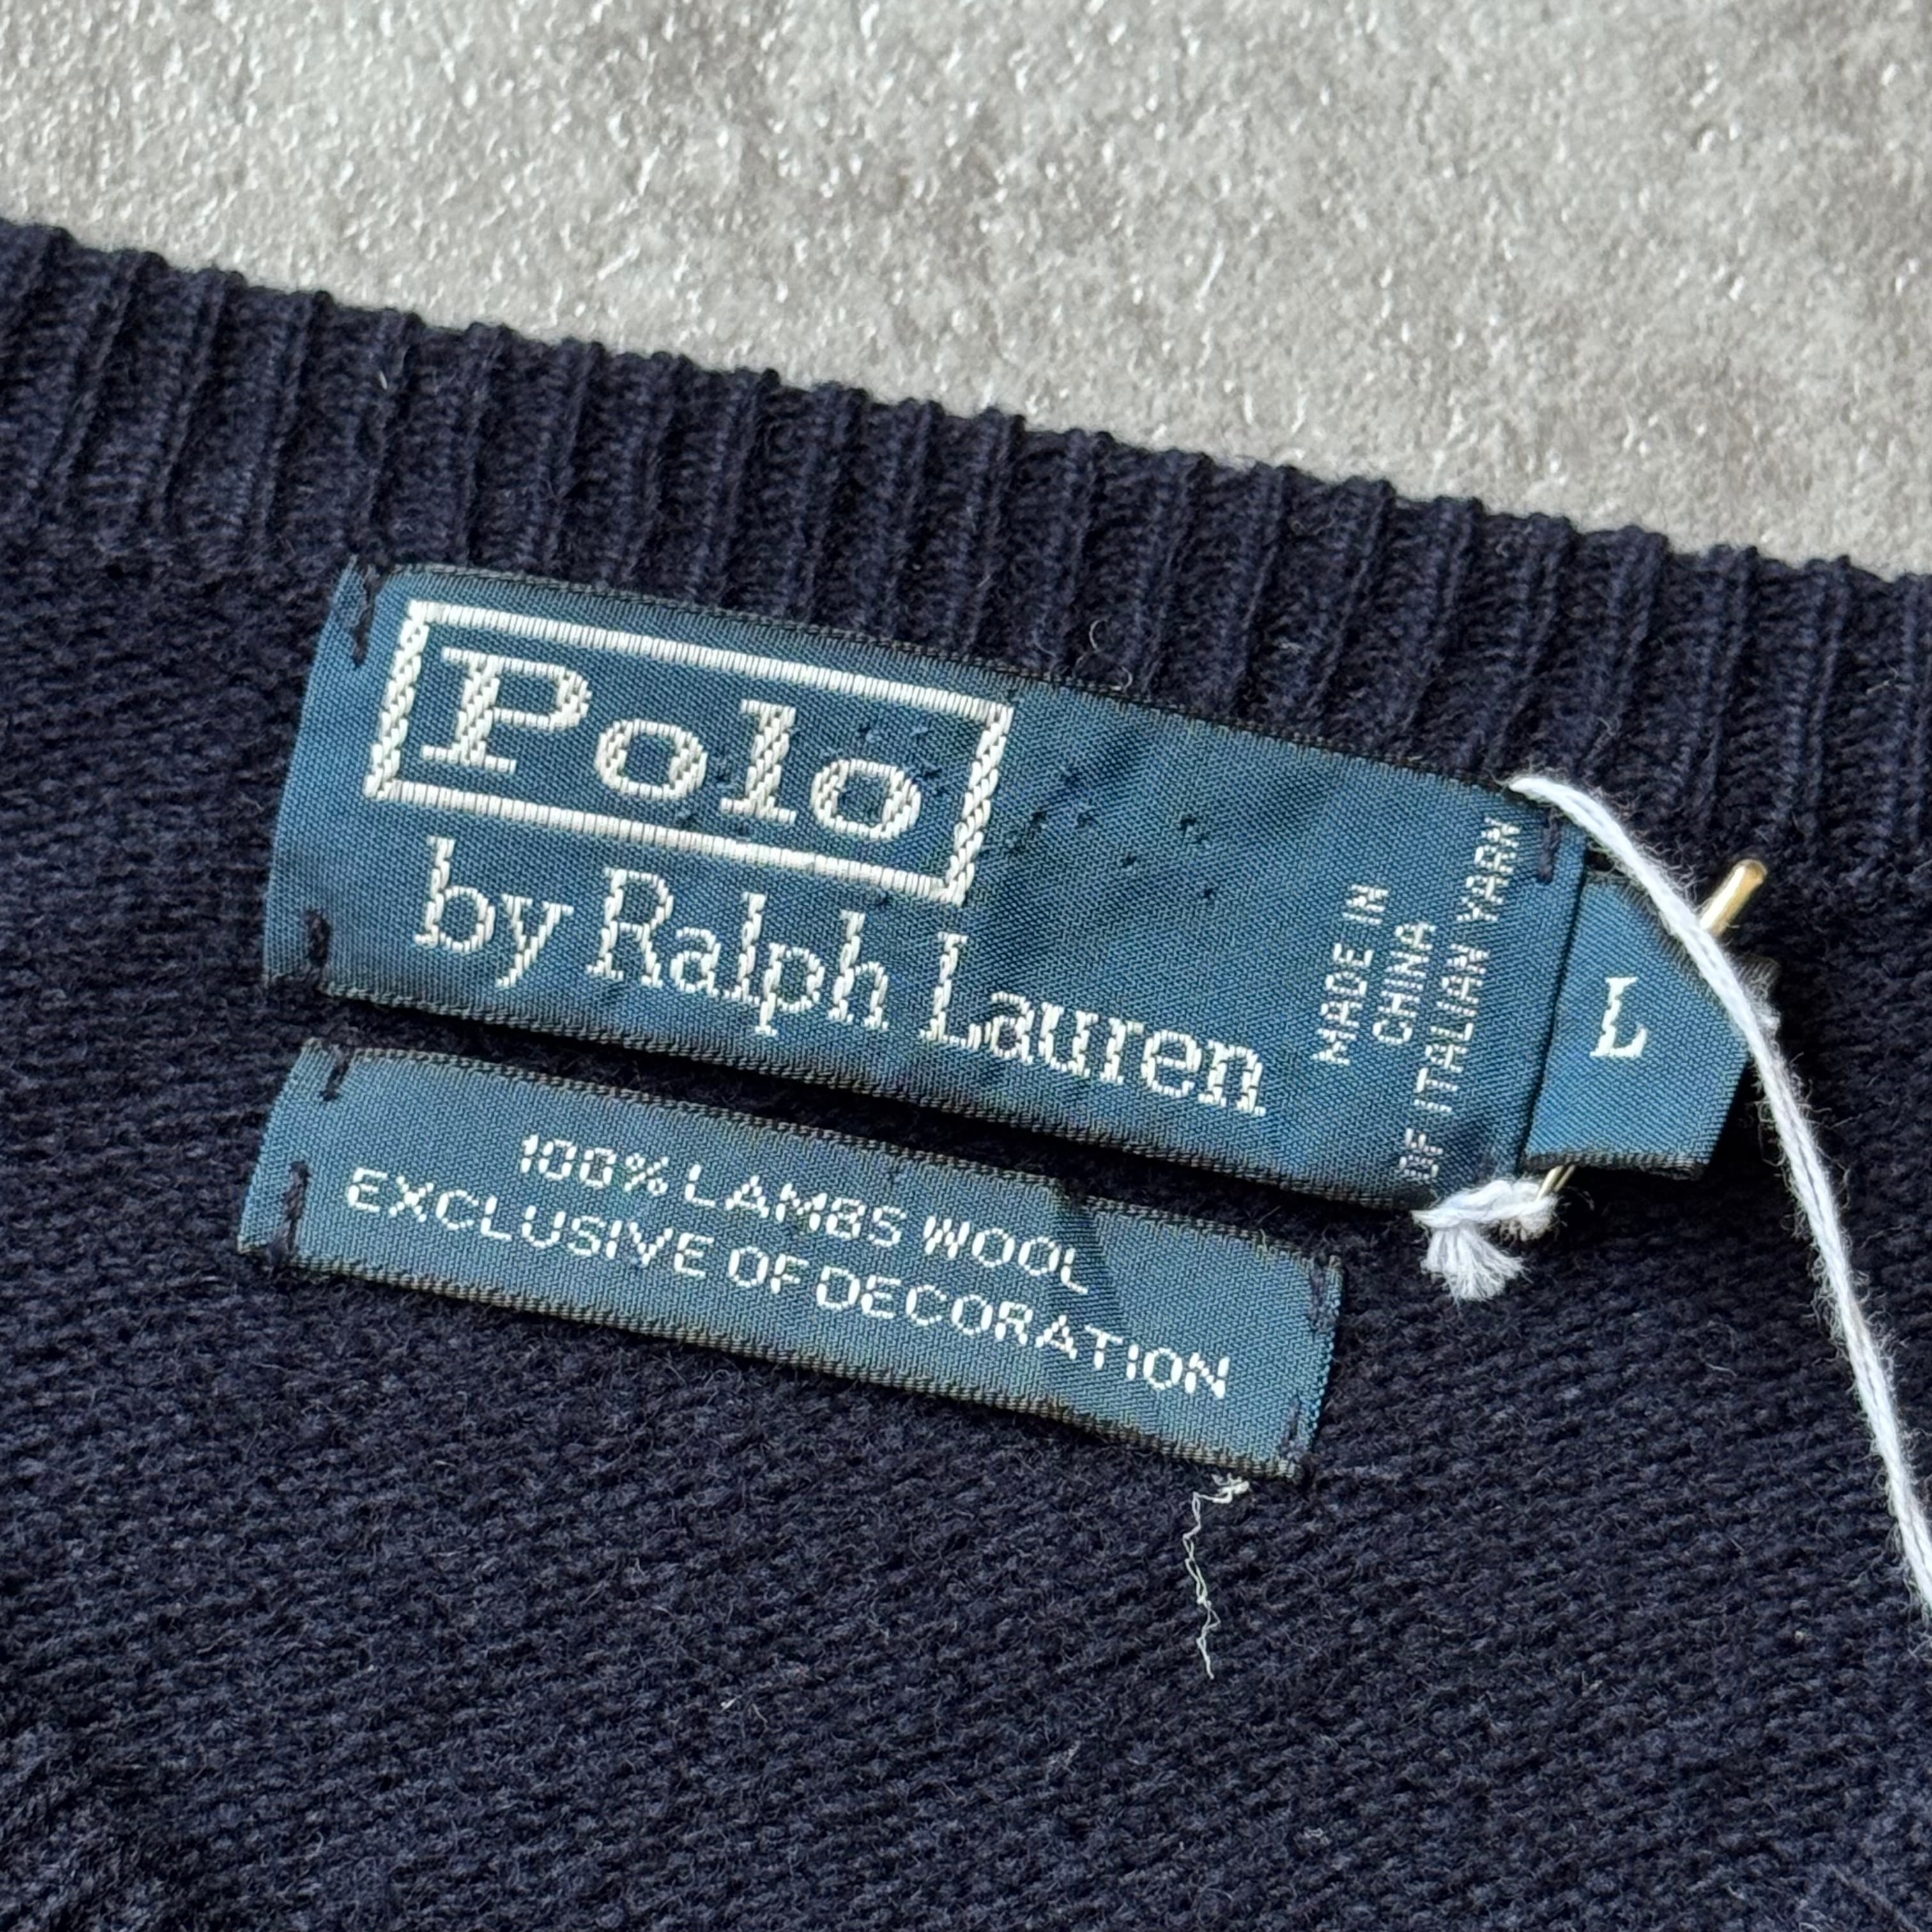 Polo
by Ralph Lauren
MADE IN
CHINA
OF ITALIAN YARN
L
100% LAMBS WOOL
EXCLUSIVE OF DECORATION